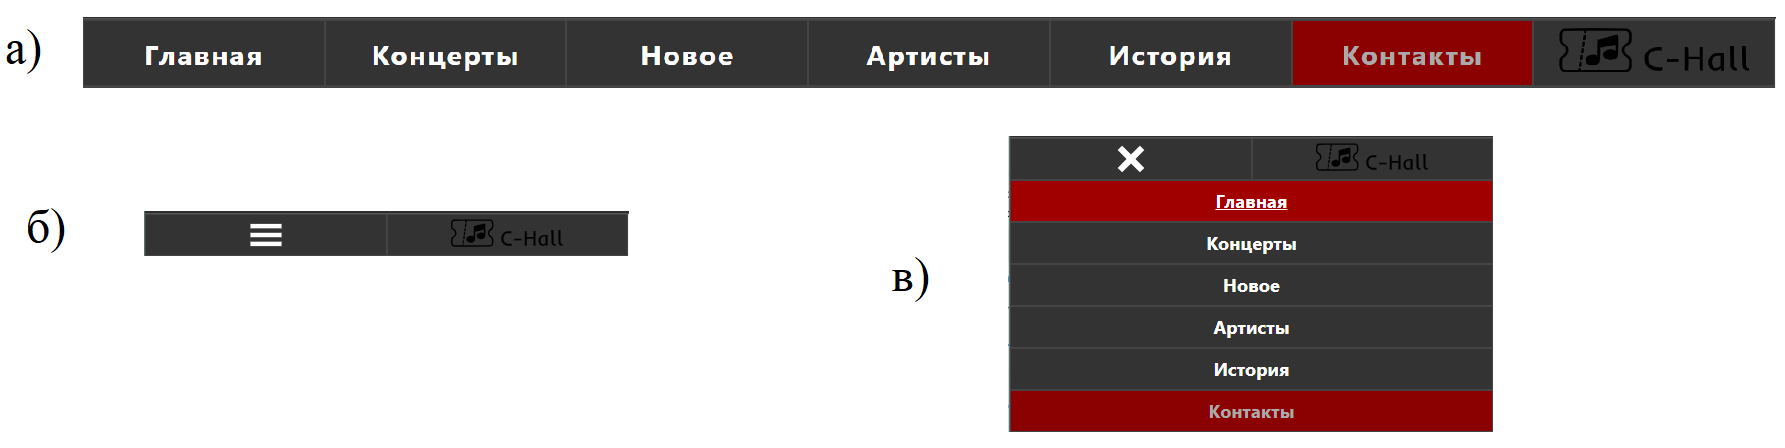 а) Главная Концерты Новое Артисты История Контакты C-Hall
б) C-Hall
в) C-Hall
Главная
Концерты
Новое
Артисты
История
Контакты